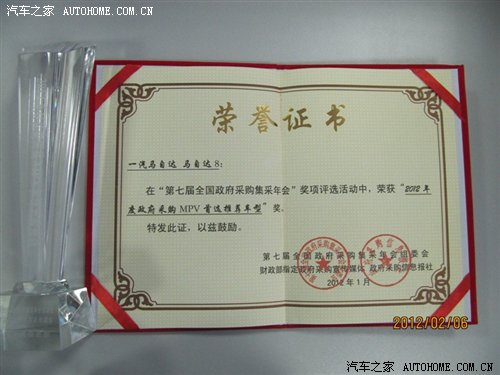 汽车之家 AUTOHOME.COM.CN
荣誉证书
一汽马自达 马自达8：
在“第七届全国政府采购集采年会”奖项评选活动中，荣获“2012年
度政府采购MPV首选推荐车型”奖。
特发此证，以兹鼓励。
第七届全国政府采购集采年会组委会
财政部指定政府采购宣传媒体 政府采购信息报社
2012年1月
2012/02/06
汽车之家 AUTOHOME.COM.CN